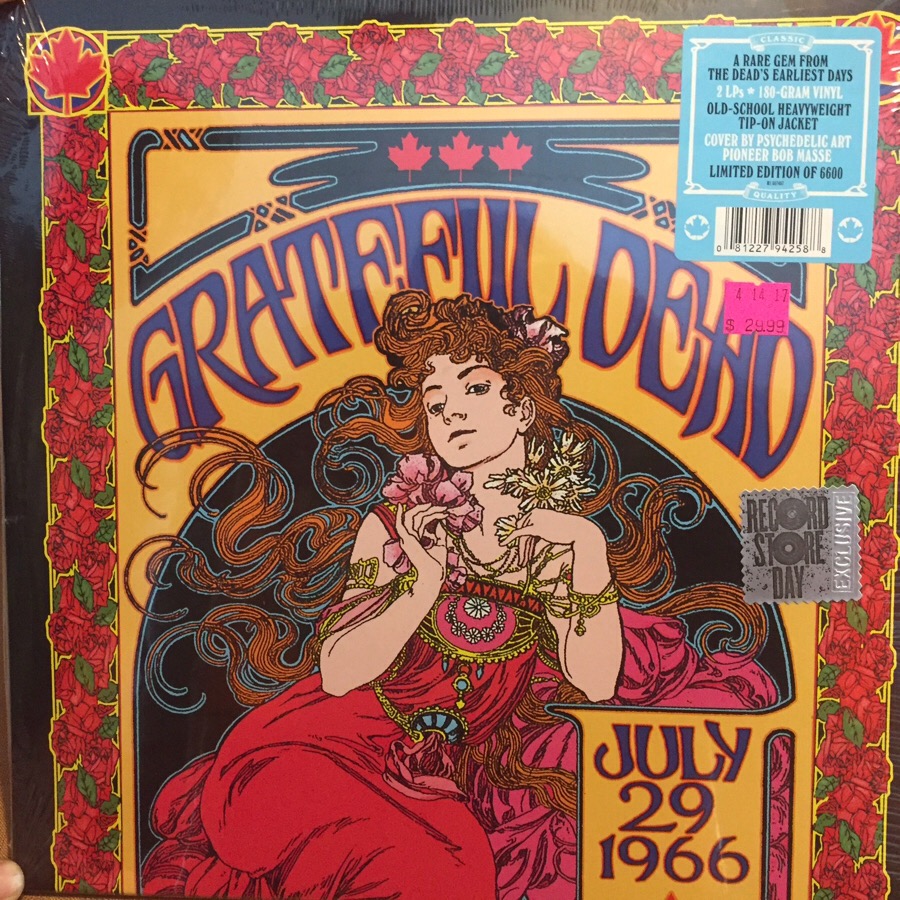 CLASSIC
A RARE GEM FROM
THE DEAD'S EARLIEST DAYS
2 LPs * 180-GRAM VINYL
OLD-SCHOOL HEAVYWEIGHT
TIP-ON JACKET
COVER BY PSYCHEDELIC ART
PIONEER BOB MASSE
LIMITED EDITION OF 6600
QUALITY
0 81227 94258 8
GRATEFUL DEAD
4 14 17
$ 29.99
RECORD
STORE
DAY
EXCLUSIVE
JULY
29
1966